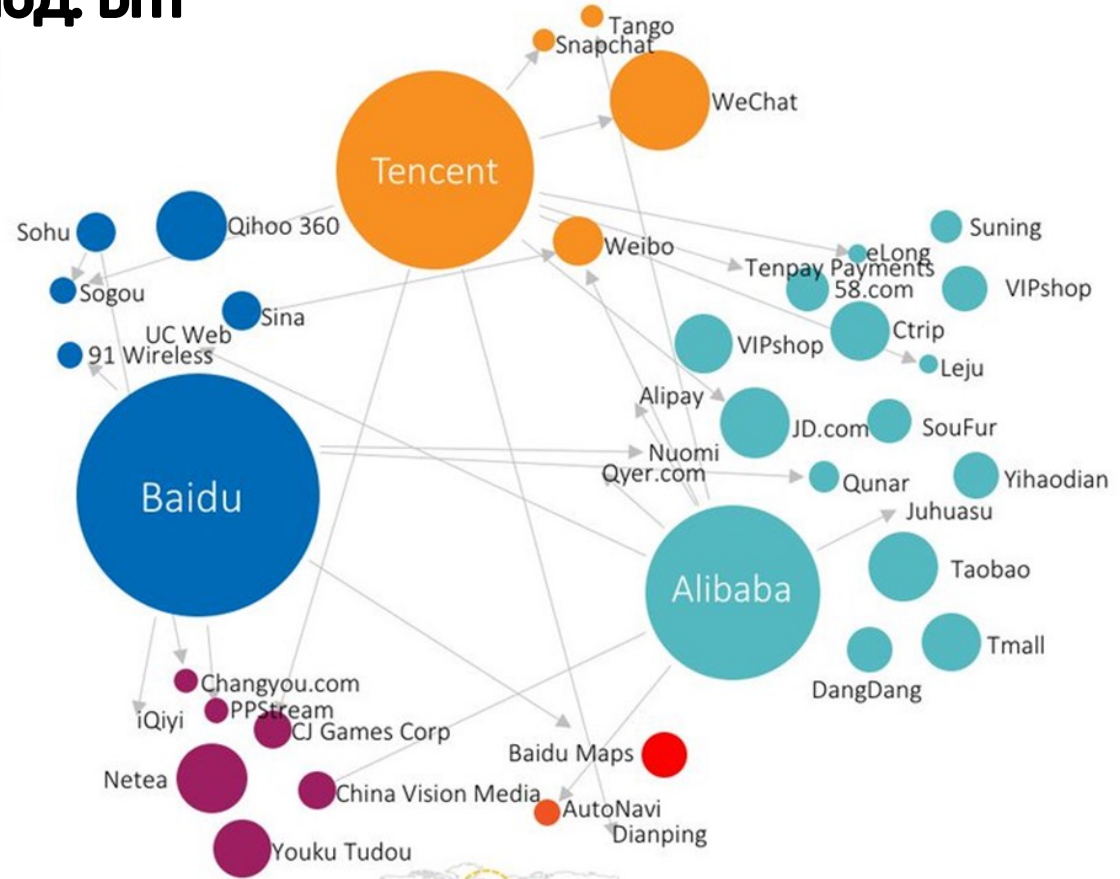 Tango
Snapchat
WeChat
Tencent
Sohu
Qihoo 360
Suning
Weibo
eLong
Tenpay Payments
Sogou
58.com
VIPshop
Sina
UC Web
Ctrip
VIPshop
91 Wireless
Leju
Alipay
JD.com
SouFur
Nuomi
Qyer.com
Qunar
Yihaodian
Baidu
Juhuasu
Taobao
Alibaba
Tmall
Changyou.com
DangDang
PPStream
iQiyi
CJ Games Corp
Baidu Maps
Netea
China Vision Media
AutoNavi
Dianping
Youku Tudou